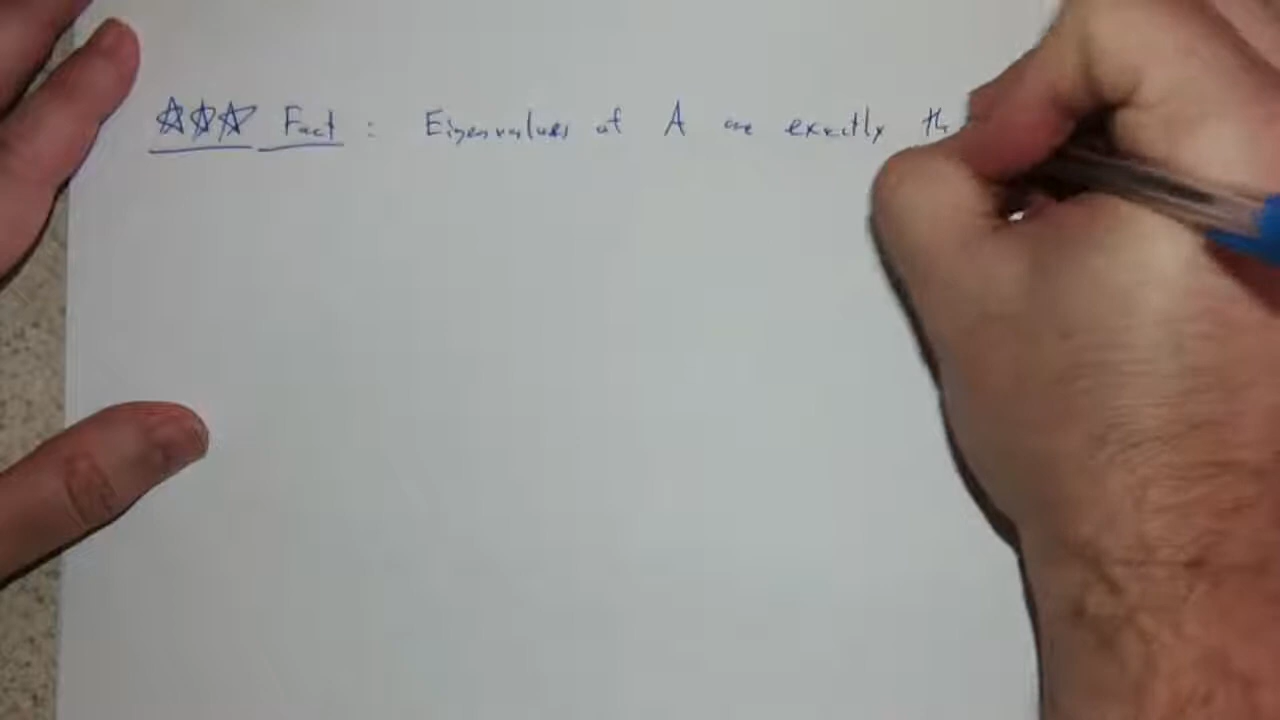 ☆☆☆ Fact : Eigenvalues of A are exactly th